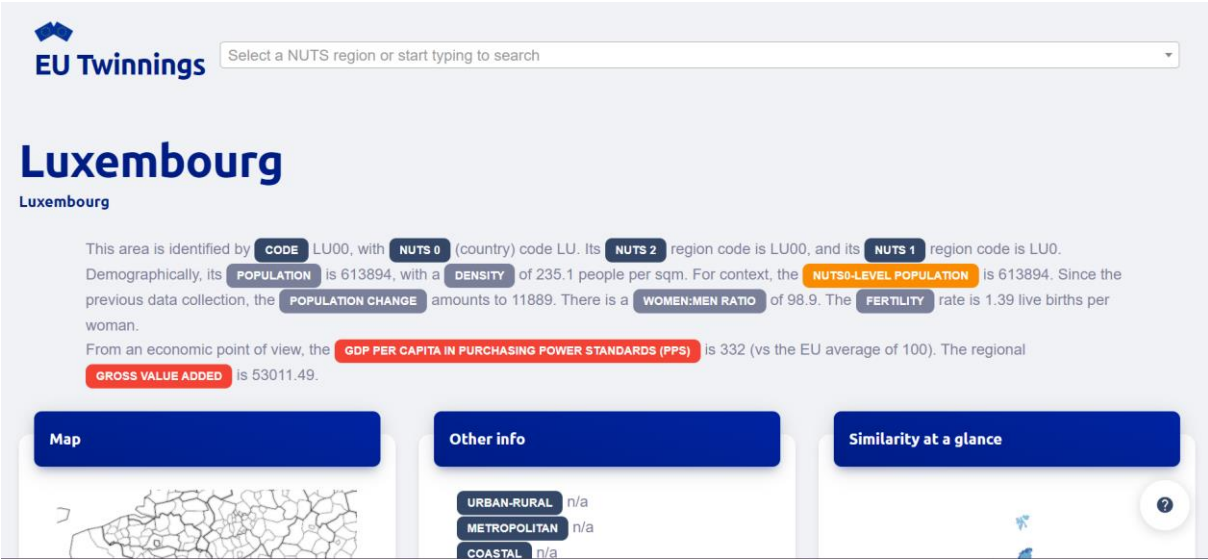 EU Twinnings
Select a NUTS region or start typing to search
Luxembourg
Luxembourg
This area is identified by CODE LU00, with NUTS 0 (country) code LU. Its NUTS 2 region code is LU00, and its NUTS 1 region code is LU0.
Demographically, its POPULATION is 613894, with a DENSITY of 235.1 people per sqm. For context, the NUTS0-LEVEL POPULATION is 613894. Since the
previous data collection, the POPULATION CHANGE amounts to 11889. There is a WOMEN:MEN RATIO of 98.9. The FERTILITY rate is 1.39 live births per
woman.
From an economic point of view, the GDP PER CAPITA IN PURCHASING POWER STANDARDS (PPS) is 332 (vs the EU average of 100). The regional
GROSS VALUE ADDED is 53011.49.
Map
Other info
Similarity at a glance
URBAN-RURAL n/a
METROPOLITAN n/a
COASTAL n/a
?